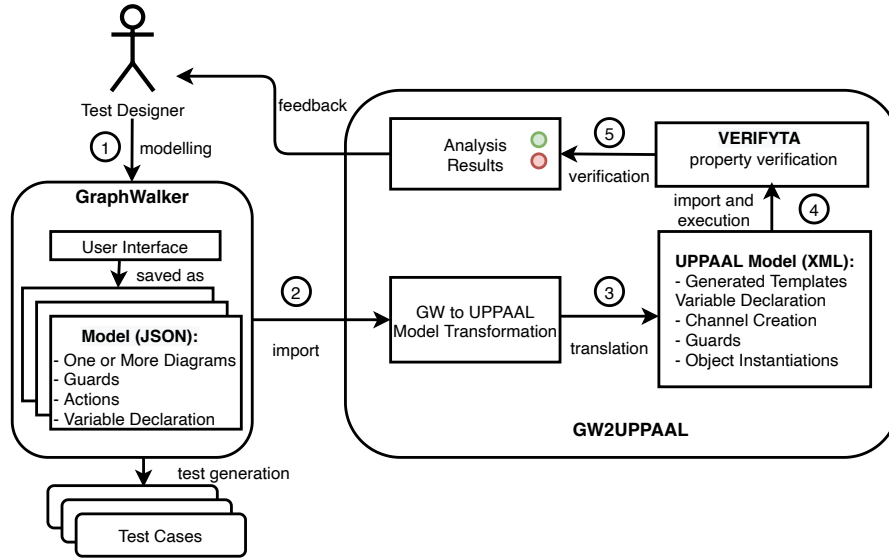 Test Designer
1
modelling
feedback
GraphWalker
User Interface
saved as
Model (JSON):
- One or More Diagrams
- Guards
- Actions
- Variable Declaration
test generation
Test Cases
2
import
GW to UPPAAL
Model Transformation
3
translation
UPPAAL Model (XML):
- Generated Templates
Variable Declaration
- Channel Creation
- Guards
- Object Instantiations
import and
execution
4
VERIFYTA
property verification
5
verification
Analysis
Results
GW2UPPAAL